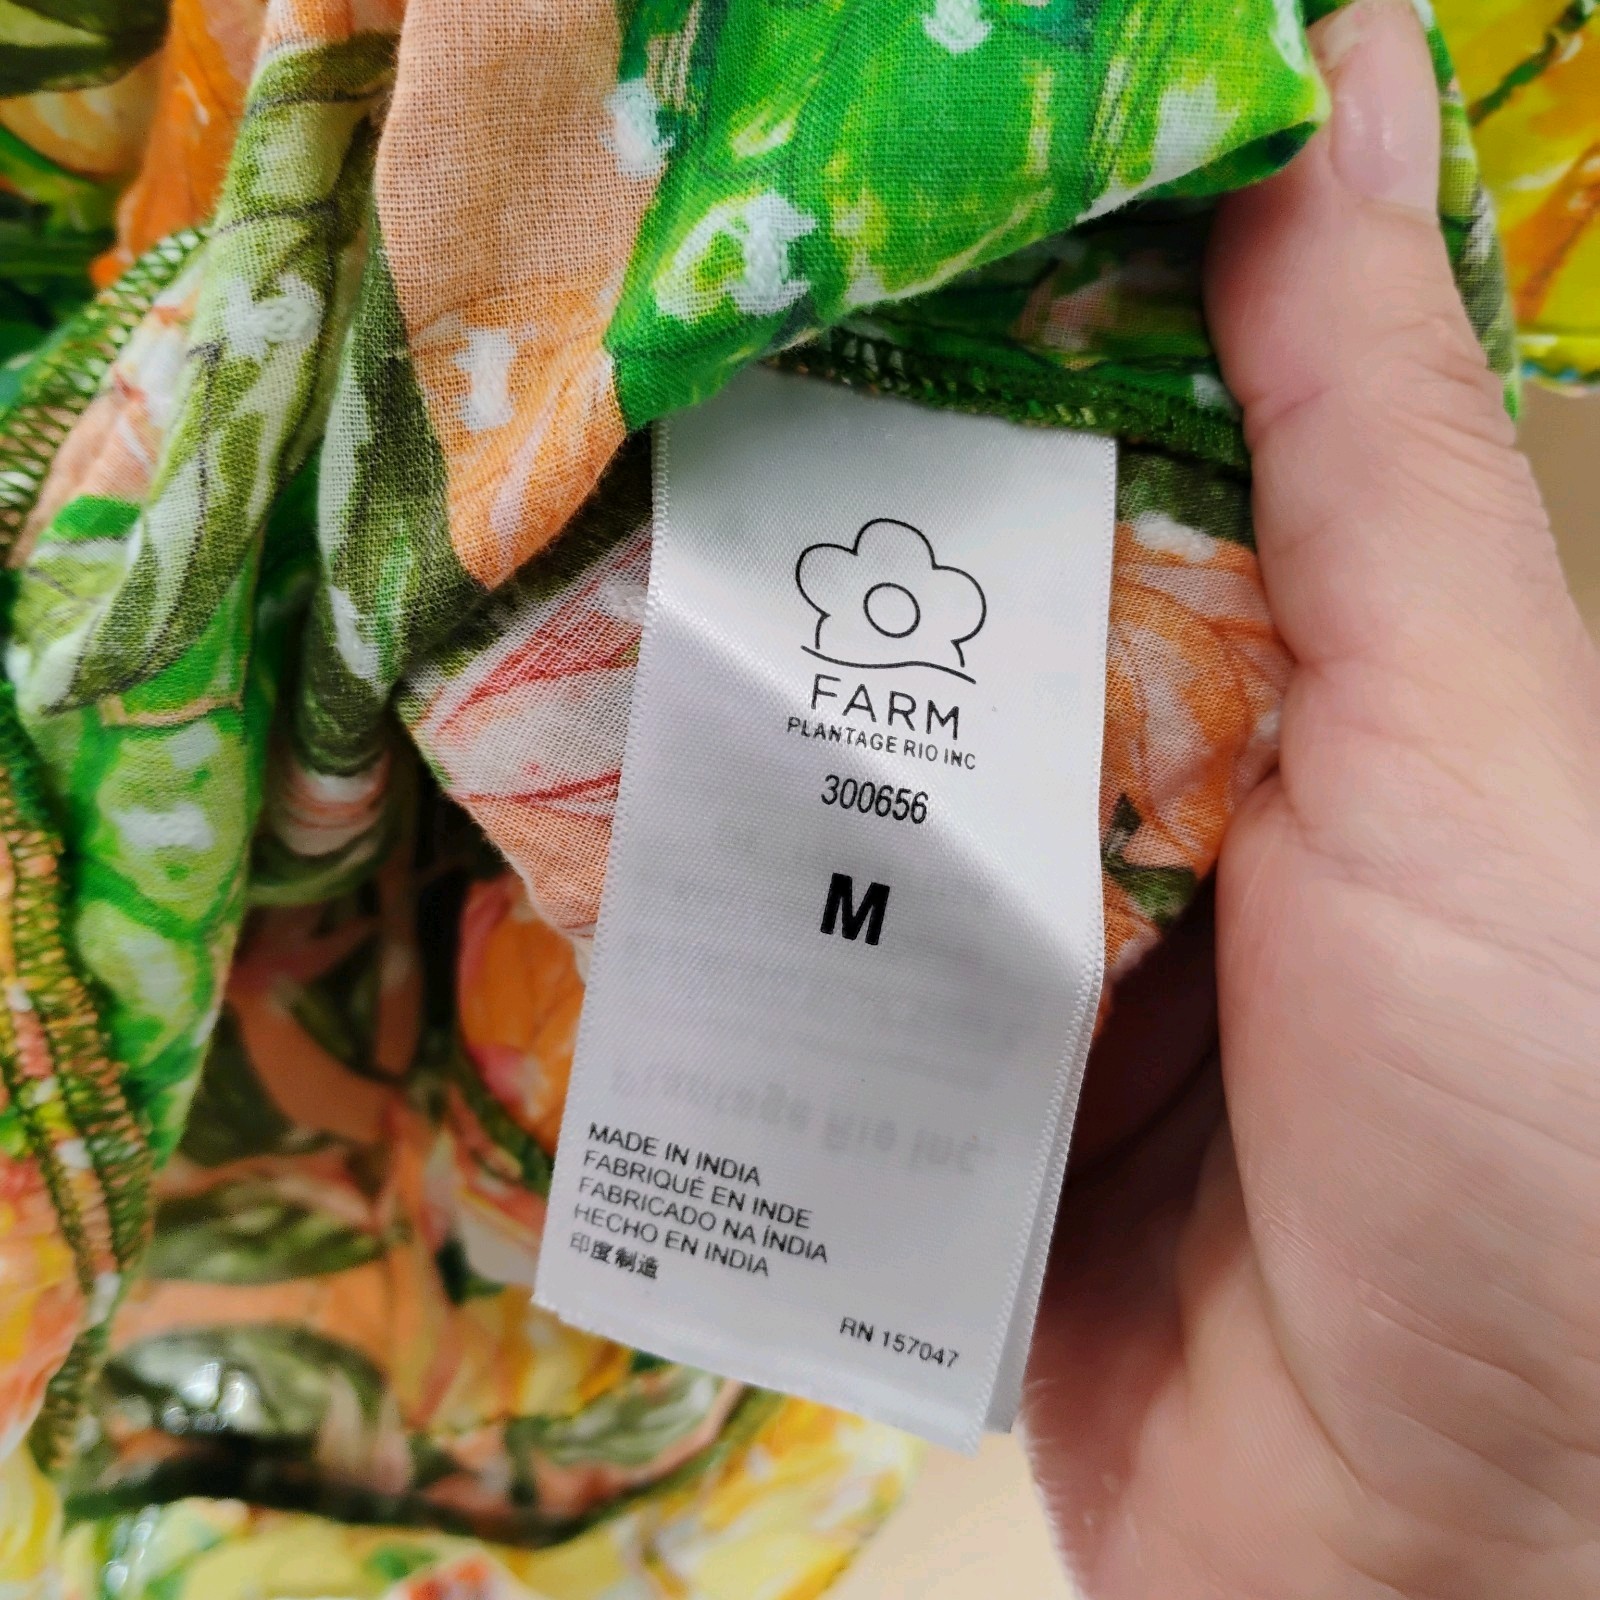 FARM
PLANTAGE RIO INC
300656
M
MADE IN INDIA
FABRIQUÉ EN INDE
FABRICADO NA ÍNDIA
HECHO EN INDIA
印度制造
RN 157047